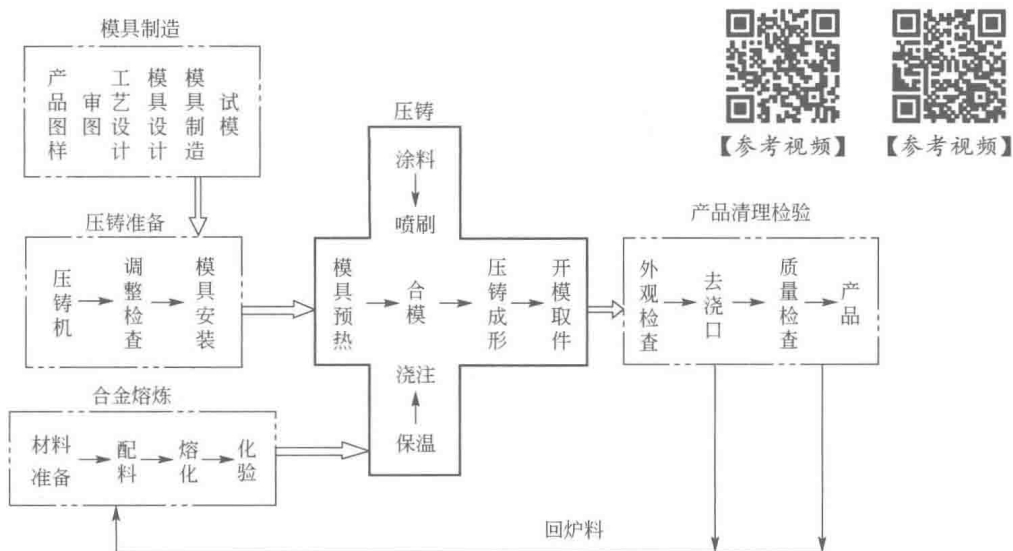 模具制造
产品图样
审图
工艺设计
模具设计
模具制造
试模
【参考视频】
【参考视频】
压铸准备
压铸机
调整检查
模具安装
压铸
涂料
喷刷
模具预热
合模
压铸成形
开模取件
浇注
保温
产品清理检验
外观检查
去浇口
质量检查
产品
合金熔炼
材料
准备
配料
熔化
化验
回炉料